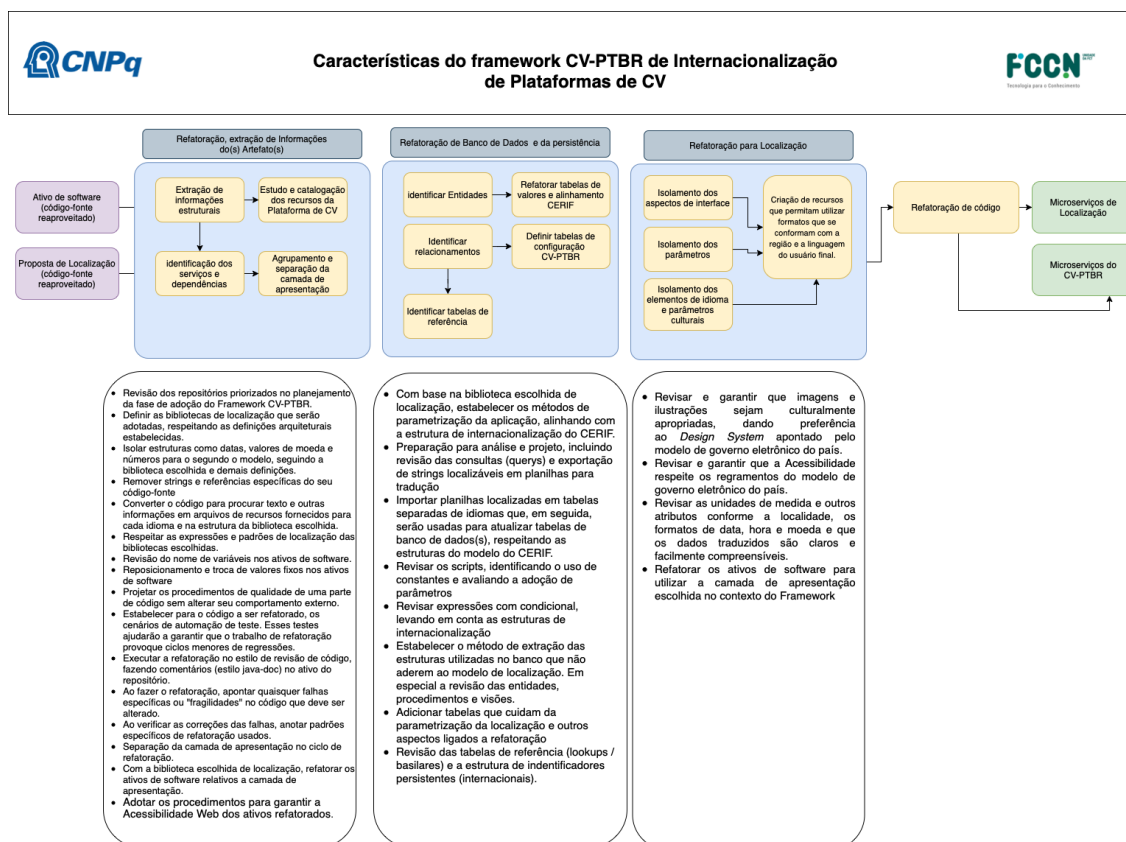 CNPq
Características do framework CV-PTBR de Internacionalização
de Plataformas de CV
FCCN
Tecnologia para o Conhecimento
Refatoração, extração de Informações
do(s) Artefato(s)
Refatoração de Banco de Dados e da persistência
Refatoração para Localização
Ativo de software
(código-fonte
reaproveitado)
Proposta de Localização
(código-fonte
reaproveitado)
Extração de
informações
estruturais
Estudo e catalogação
dos recursos da
Plataforma de CV
identificação dos
serviços e
dependências
Agrupamento e
separação da
camada de
apresentação
identificar Entidades
Refatorar tabelas de
valores e alinhamento
CERIF
Identificar
relacionamentos
Definir tabelas de
configuração
CV-PTBR
Identificar tabelas de
referência
Isolamento dos
aspectos de interface
Isolamento dos
parâmetros
Isolamento dos
elementos de idioma
e parâmetros
culturais
Criação de recursos
que permitam utilizar
formatos que se
conformam com a
região e a linguagem
do usuário final.
Refatoração de código
Microserviços de
Localização
Microserviços do
CV-PTBR
• Revisão dos repositórios priorizados no planejamento
da fase de adoção do Framework CV-PTBR.
• Definir as bibliotecas de localização que serão
adotadas, respeitando as definições arquiteturais
estabelecidas.
• Isolar estruturas como datas, valores de moeda e
números para o segundo o modelo, seguindo a
biblioteca escolhida e demais definições.
• Remover strings e referências específicas do seu
código-fonte
• Converter o código para procurar texto e outras
informações em arquivos de recursos fornecidos para
cada idioma e na estrutura da biblioteca escolhida.
• Respeitar as expressões e padrões de localização das
bibliotecas escolhidas.
• Revisão do nome de variáveis nos ativos de software.
• Reposicionamento e troca de valores fixos nos ativos
de software
• Projetar os procedimentos de qualidade de uma parte
de código sem alterar seu comportamento externo.
• Estabelecer para o código a ser refatorado, os
cenários de automação de teste. Esses testes
ajudarão a garantir que o trabalho de refatoração
provoque ciclos menores de regressões.
• Executar a refatoração no estilo de revisão de código,
fazendo comentários (estilo java-doc) no ativo do
repositório.
• Ao fazer o refatoração, apontar quaisquer falhas
específicas ou "fragilidades" no código que deve ser
alterado.
• Ao verificar as correções das falhas, anotar padrões
específicos de refatoração usados.
• Separação da camada de apresentação no ciclo de
refatoração.
• Com a biblioteca escolhida de localização, refatorar os
ativos de software relativos a camada de
apresentação.
• Adotar os procedimentos para garantir a
Acessibilidade Web dos ativos refatorados.
• Com base na biblioteca escolhida de
localização, estabelecer os métodos de
parametrização da aplicação, alinhando com
a estrutura de internacionalização do CERIF.
• Preparação para análise e projeto, incluindo
revisão das consultas (querys) e exportação
de strings localizáveis em planilhas para
tradução
• Importar planilhas localizadas em tabelas
separadas de idiomas que, em seguida,
serão usadas para atualizar tabelas de
banco de dados(s), respeitando as
estruturas do modelo do CERIF.
• Revisar os scripts, identificando o uso de
constantes e avaliando a adoção de
parâmetros
• Revisar expressões com condicional,
levando em conta as estruturas de
internacionalização
• Estabelecer o método de extração das
estruturas utilizadas no banco que não
aderem ao modelo de localização. Em
especial a revisão das entidades,
procedimentos e visões.
• Adicionar tabelas que cuidam da
parametrização da localização e outros
aspectos ligados a refatoração
• Revisão das tabelas de referência (lookups /
basilares) e a estrutura de indentificadores
persistentes (internacionais).
• Revisar e garantir que imagens e
ilustrações sejam culturalmente
apropriadas, dando preferência
ao Design System apontado pelo
modelo de governo eletrônico do país.
• Revisar e garantir que a Acessibilidade
respeite os regramentos do modelo de
governo eletrônico do país.
• Revisar as unidades de medida e outros
atributos conforme a localidade, os
formatos de data, hora e moeda e que
os dados traduzidos são claros e
facilmente compreensíveis.
• Refatorar os ativos de software para
utilizar a camada de apresentação
escolhida no contexto do Framework